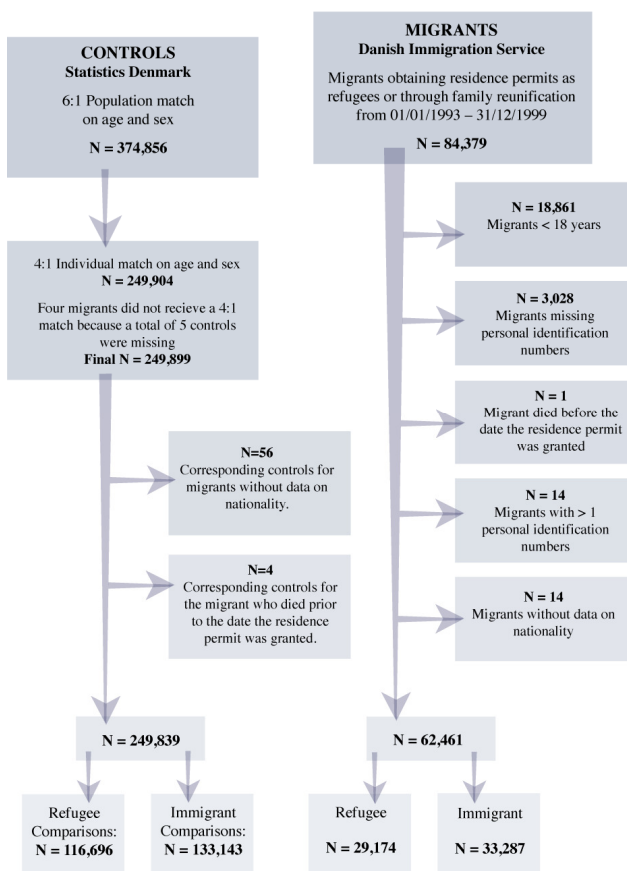 CONTROLS
Statistics Denmark
6:1 Population match
on age and sex
N = 374,856
4:1 Individual match on age and sex
N = 249,904
Four migrants did not recieve a 4:1
match because a total of 5 controls
were missing
Final N = 249,899
N=56
Corresponding controls for
migrants without data on
nationality.
N=4
Corresponding controls for
the migrant who died prior
to the date the residence
permit was granted.
N = 249,839
Refugee
Comparisons:
N = 116,696
Immigrant
Comparisons:
N = 133,143
MIGRANTS
Danish Immigration Service
Migrants obtaining residence permits as
refugees or through family reunification
from 01/01/1993 – 31/12/1999
N = 84,379
N = 18,861
Migrants < 18 years
N = 3,028
Migrants missing
personal identification
numbers
N = 1
Migrant died before the
date the residence permit
was granted
N = 14
Migrants with > 1
personal identification
numbers
N = 14
Migrants without data on
nationality
N = 62,461
Refugee
N = 29,174
Immigrant
N = 33,287